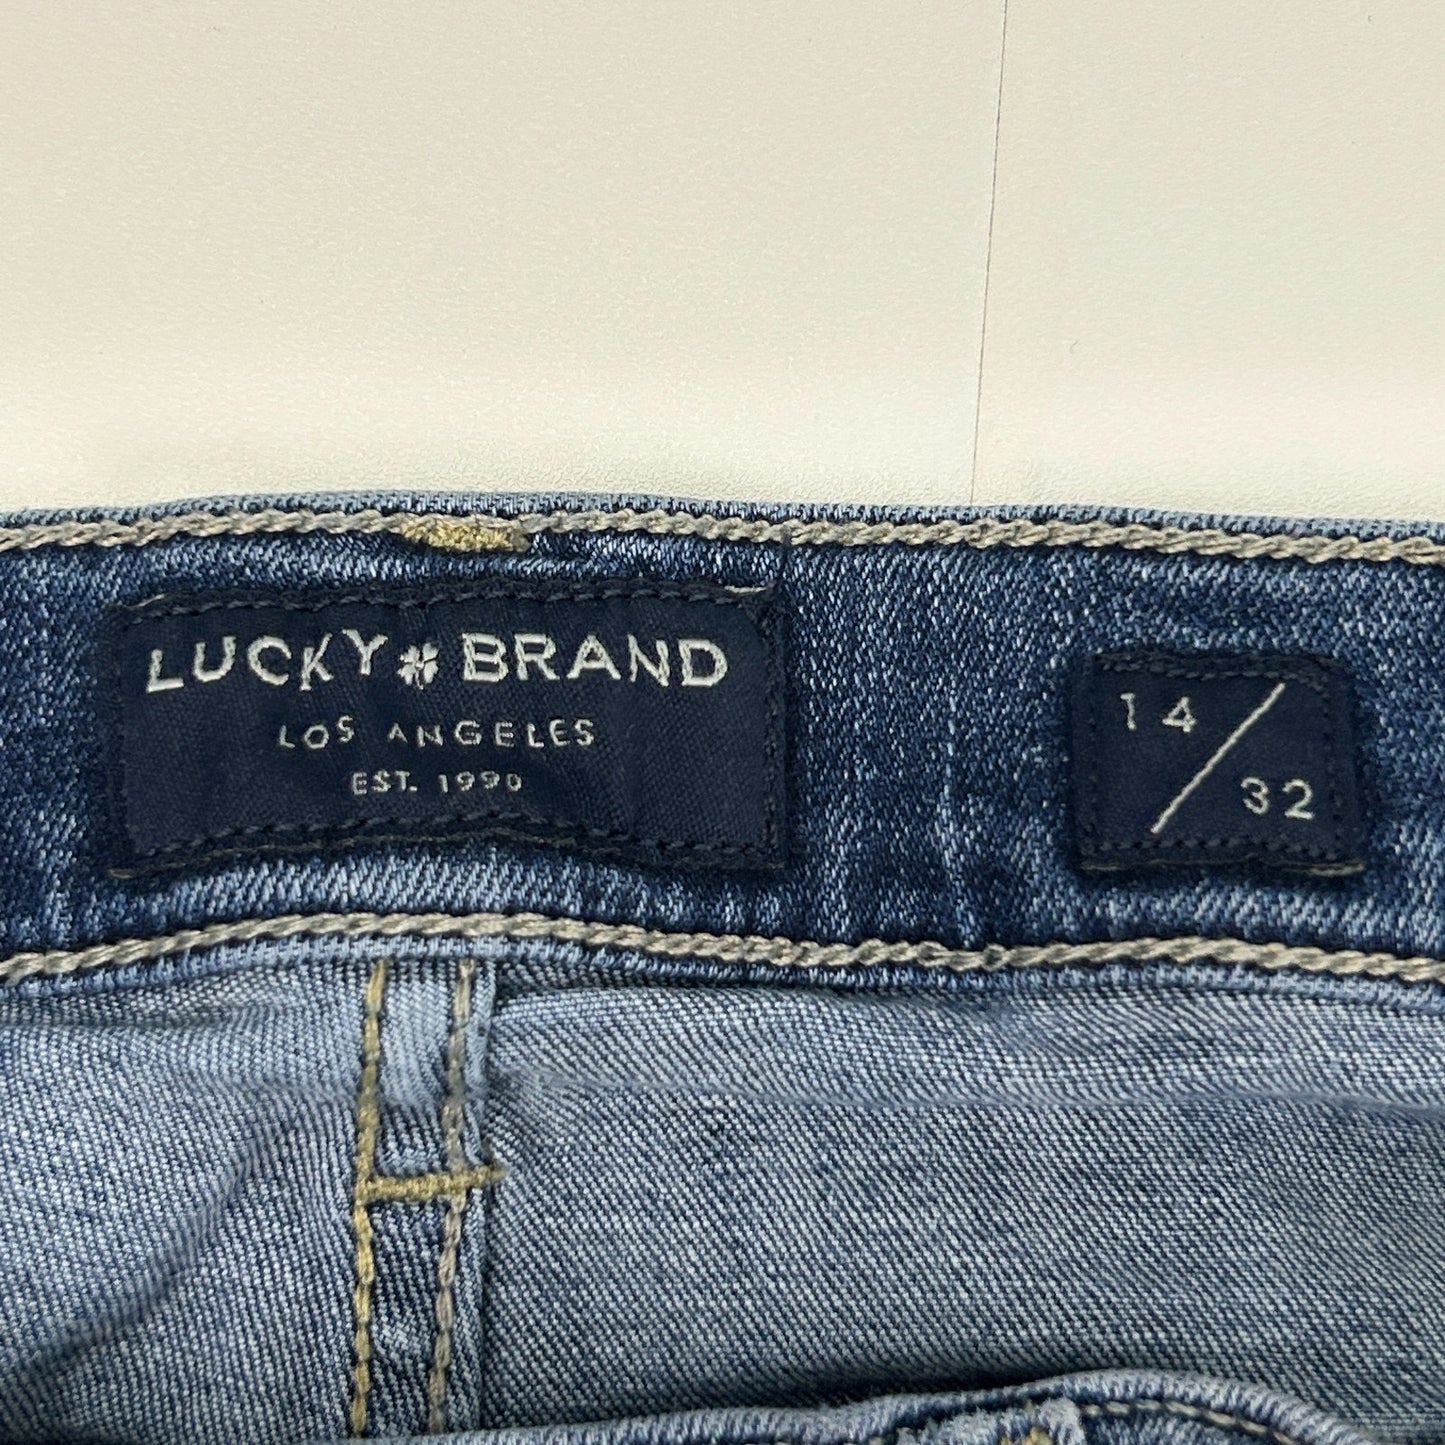 LUCKY BRAND
LOS ANGELES
EST. 1990
14/32